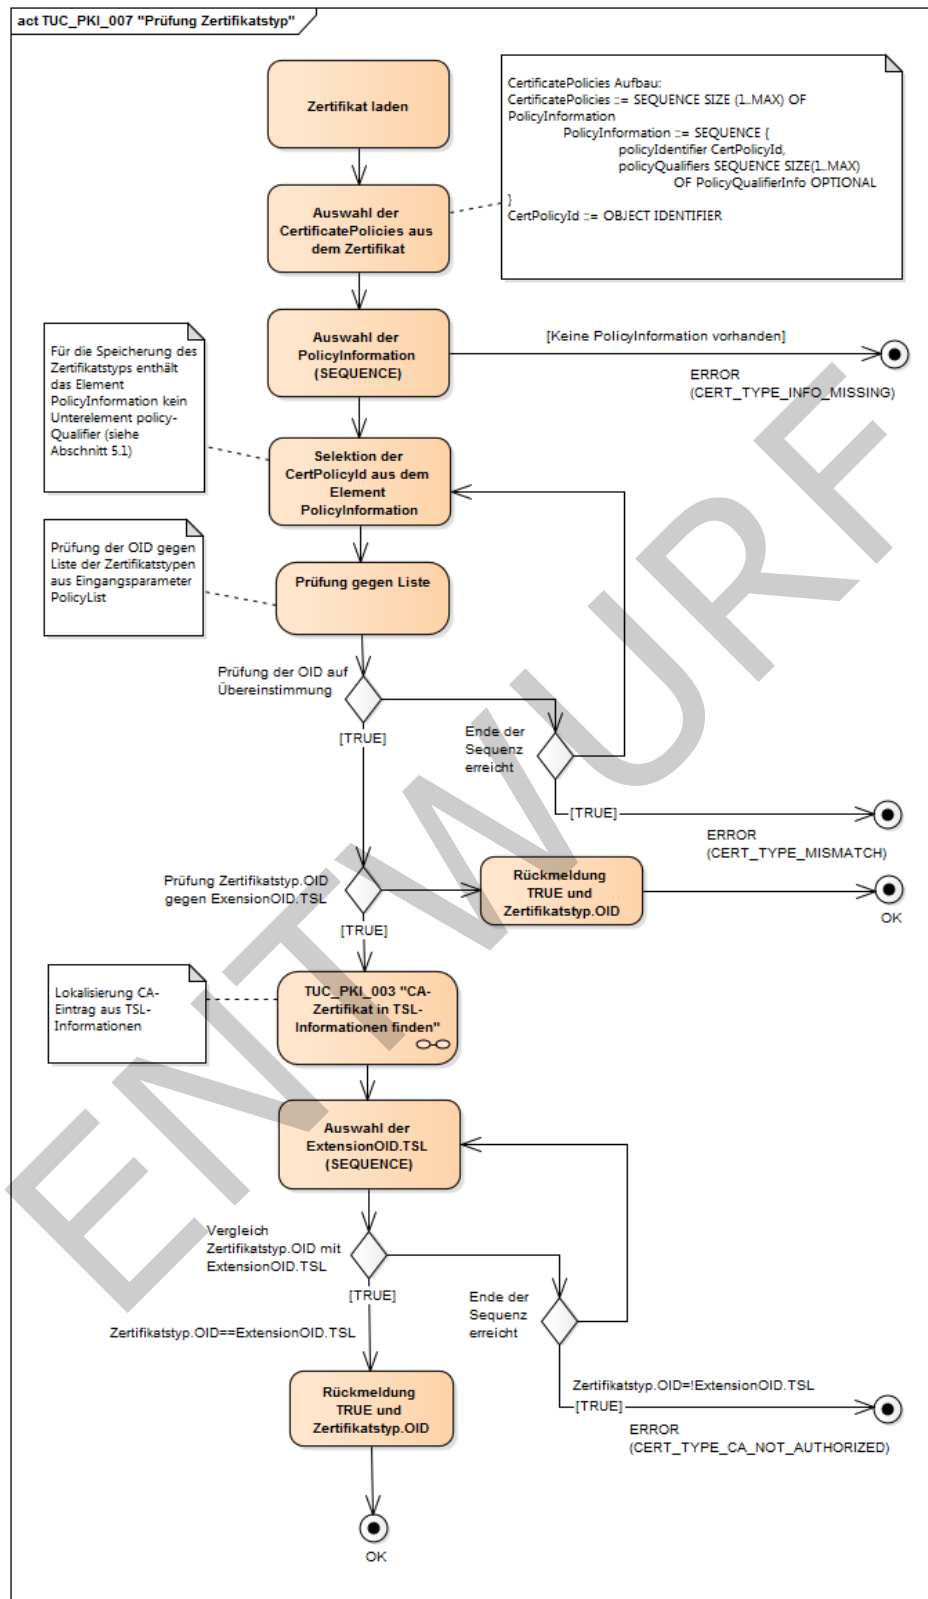 act TUC_PKI_007 "Prüfung Zertifikatstyp"
Zertifikat laden
CertificatePolicies Aufbau:
CertificatePolicies ::= SEQUENCE SIZE (1..MAX) OF
PolicyInformation
PolicyInformation ::= SEQUENCE {
policyIdentifier CertPolicyId,
policyQualifiers SEQUENCE SIZE(1..MAX)
OF PolicyQualifierInfo OPTIONAL
}
CertPolicyId ::= OBJECT IDENTIFIER
Auswahl der
CertificatePolicies aus
dem Zertifikat
Auswahl der
PolicyInformation
(SEQUENCE)
[Keine PolicyInformation vorhanden]
ERROR
(CERT_TYPE_INFO_MISSING)
Für die Speicherung des
Zertifikatstyps enthält
das Element
PolicyInformation kein
Unterelement policy-
Qualifier (siehe
Abschnitt 5.1)
Selektion der
CertPolicyId aus dem
Element
PolicyInformation
Prüfung der OID gegen
Liste der Zertifikatstypen
aus Eingangsparameter
PolicyList
Prüfung gegen Liste
Prüfung der OID auf
Übereinstimmung
[TRUE]
Ende der
Sequenz
erreicht
[TRUE]
ERROR
(CERT_TYPE_MISMATCH)
Prüfung Zertifikatstyp.OID
gegen ExensionOID.TSL
[TRUE]
Rückmeldung
TRUE und
Zertifikatstyp.OID
OK
Lokalisierung CA-
Eintrag aus TSL-
Informationen
TUC_PKI_003 "CA-
Zertifikat in TSL-
Informationen finden"
Auswahl der
ExtensionOID.TSL
(SEQUENCE)
Vergleich
Zertifikatstyp.OID mit
ExtensionOID.TSL
[TRUE]
Ende der
Sequenz
erreicht
Zertifikatstyp.OID==ExtensionOID.TSL
Zertifikatstyp.OID=!ExtensionOID.TSL
[TRUE]
ERROR
(CERT_TYPE_CA_NOT_AUTHORIZED)
Rückmeldung
TRUE und
Zertifikatstyp.OID
OK
ENTWURF